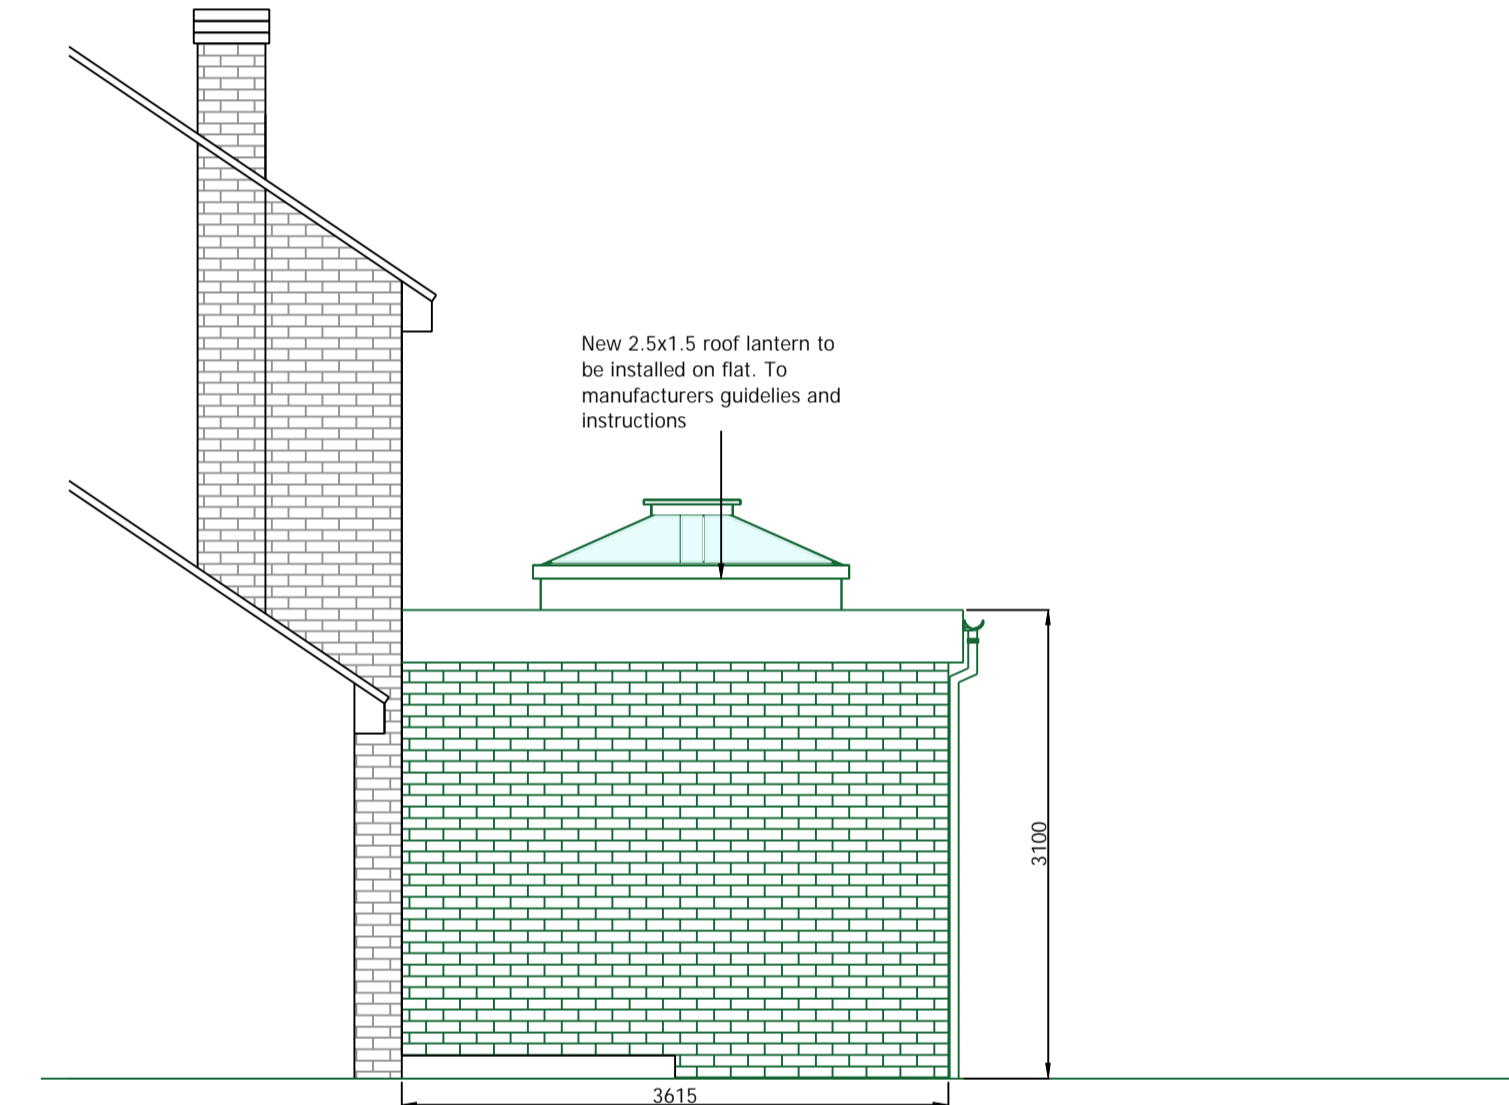 New 2.5x1.5 roof lantern to
be installed on flat. To
manufacturers guidelies and
instructions
3100
3615